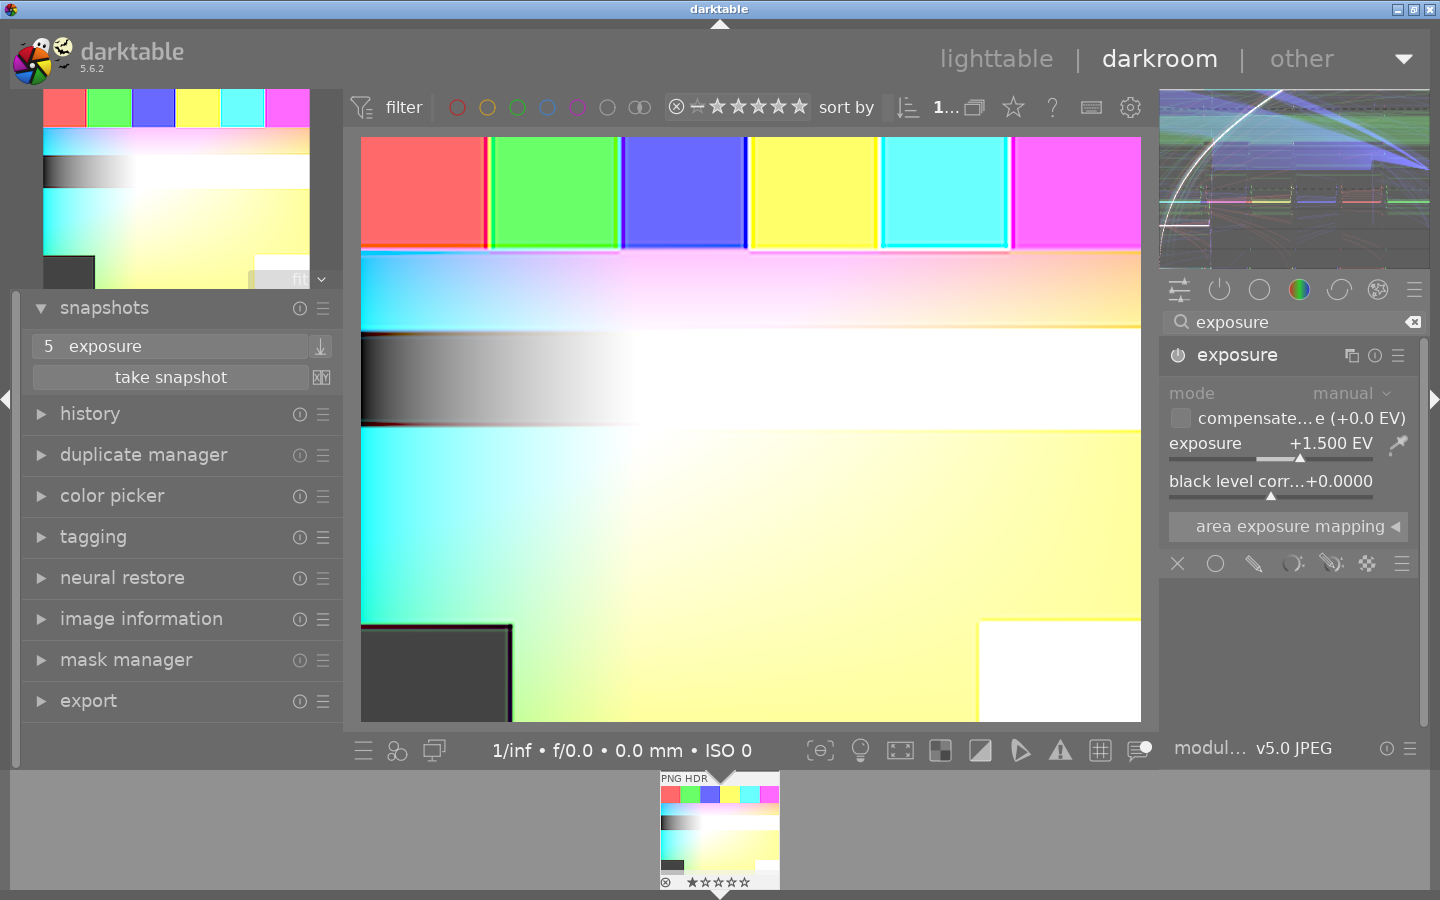 darktable
darktable
5.6.2
lighttable | darkroom | other
filter
sort by
1...
fit
snapshots
5 exposure
take snapshot
history
duplicate manager
color picker
tagging
neural restore
image information
mask manager
export
exposure
exposure
mode manual
compensate...e (+0.0 EV)
exposure +1.500 EV
black level corr...+0.0000
area exposure mapping
1/inf • f/0.0 • 0.0 mm • ISO 0
modul... v5.0 JPEG
PNG HDR